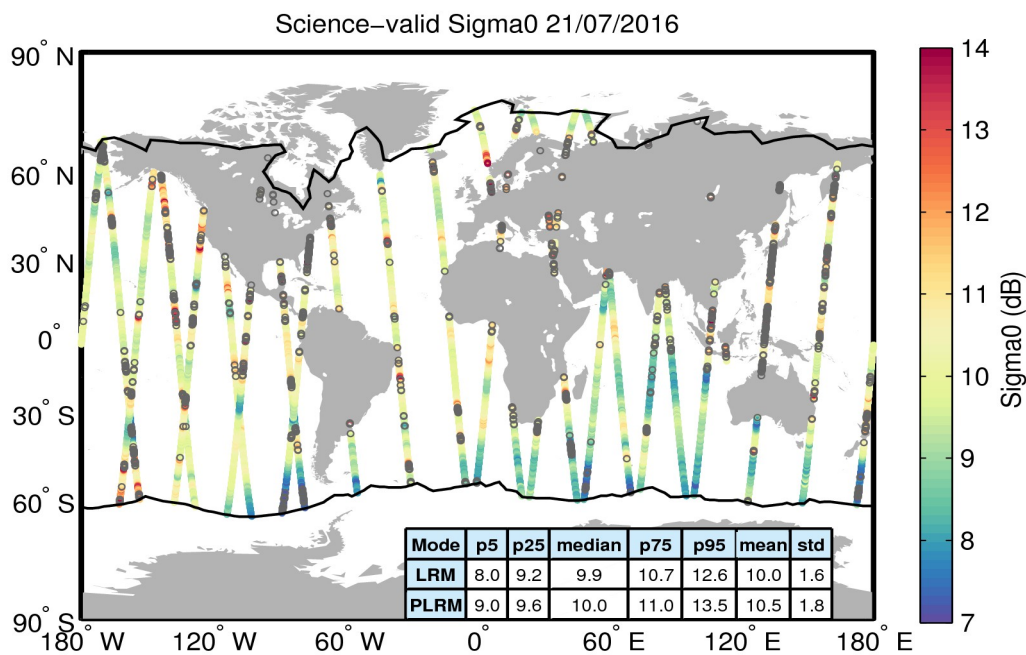 Science−valid Sigma0 21/07/2016
90° N
60° N
30° N
0°
30° S
60° S
90° S
180° W
120° W
60° W
0°
60° E
120° E
180° E
14
13
12
11
10
9
8
7
Sigma0 (dB)
Mode p5 p25 median p75 p95 mean std
LRM 8.0 9.2 9.9 10.7 12.6 10.0 1.6
PLRM 9.0 9.6 10.0 11.0 13.5 10.5 1.8